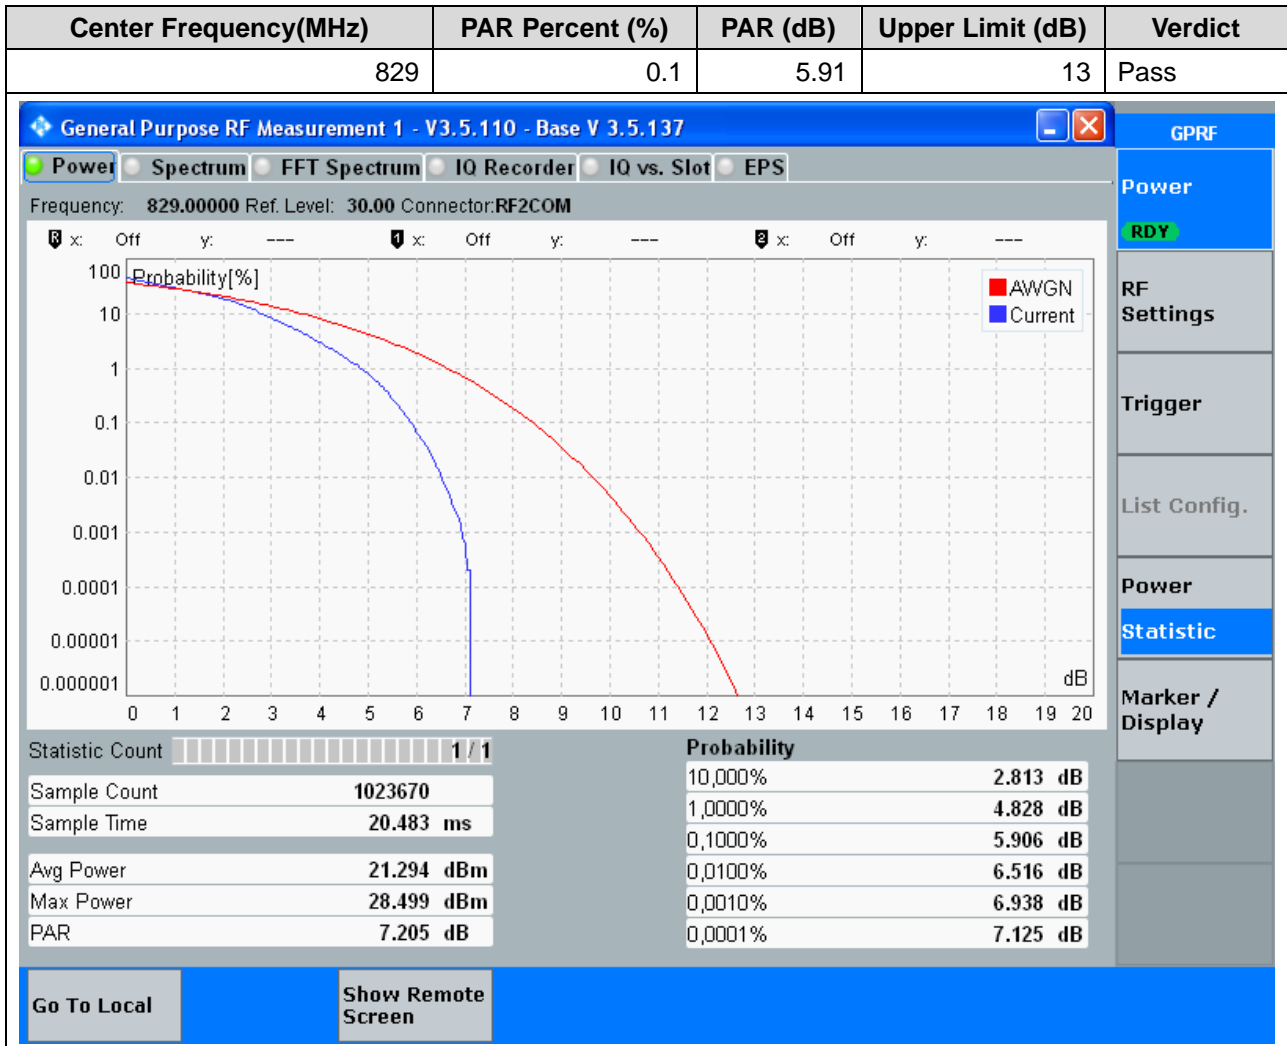 Center Frequency(MHz) PAR Percent (%) PAR (dB) Upper Limit (dB) Verdict
829 0.1 5.91 13 Pass
General Purpose RF Measurement 1 - V3.5.110 - Base V 3.5.137
GPRF
Power Spectrum FFT Spectrum IQ Recorder IQ vs. Slot EPS
Frequency: 829.00000 Ref. Level: 30.00 Connector:RF2COM
R x: Off y: --- 1 x: Off y: --- 2 x: Off y: ---
Probability[%]
AWGN
Current
100
10
1
0.1
0.01
0.001
0.0001
0.00001
0.000001
dB
0 1 2 3 4 5 6 7 8 9 10 11 12 13 14 15 16 17 18 19 20
Statistic Count 1 / 1
Sample Count 1023670
Sample Time 20.483 ms
Avg Power 21.294 dBm
Max Power 28.499 dBm
PAR 7.205 dB
Probability
10,000% 2.813 dB
1,0000% 4.828 dB
0,1000% 5.906 dB
0,0100% 6.516 dB
0,0010% 6.938 dB
0,0001% 7.125 dB
Power
RDY
RF
Settings
Trigger
List Config.
Power
Statistic
Marker /
Display
Go To Local
Show Remote
Screen